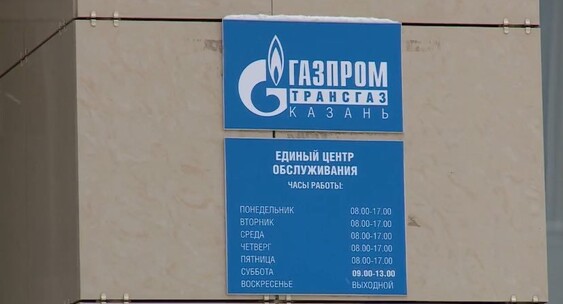 ГАЗПРОМ
ТРАНСГАЗ
КАЗАНЬ
ЕДИНЫЙ ЦЕНТР
ОБСЛУЖИВАНИЯ
ЧАСЫ РАБОТЫ:
ПОНЕДЕЛЬНИК 08.00-17.00
ВТОРНИК 08.00-17.00
СРЕДА 08.00-17.00
ЧЕТВЕРГ 08.00-17.00
ПЯТНИЦА 08.00-17.00
СУББОТА 09.00-13.00
ВОСКРЕСЕНЬЕ ВЫХОДНОЙ